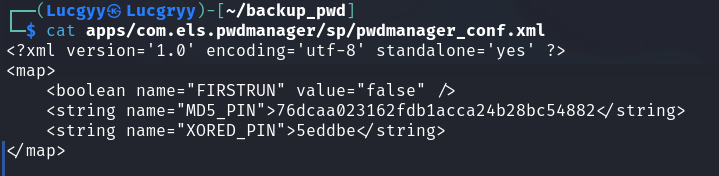 ┌──(Lucgyy㉿Lucgryy)-[~/backup_pwd]
└─$ cat apps/com.els.pwdmanager/sp/pwdmanager_conf.xml
<?xml version='1.0' encoding='utf-8' standalone='yes' ?>
<map>
    <boolean name="FIRSTRUN" value="false" />
    <string name="MD5_PIN">76dcaa023162fdb1acca24b28bc54882</string>
    <string name="XORED_PIN">5eddbe</string>
</map>